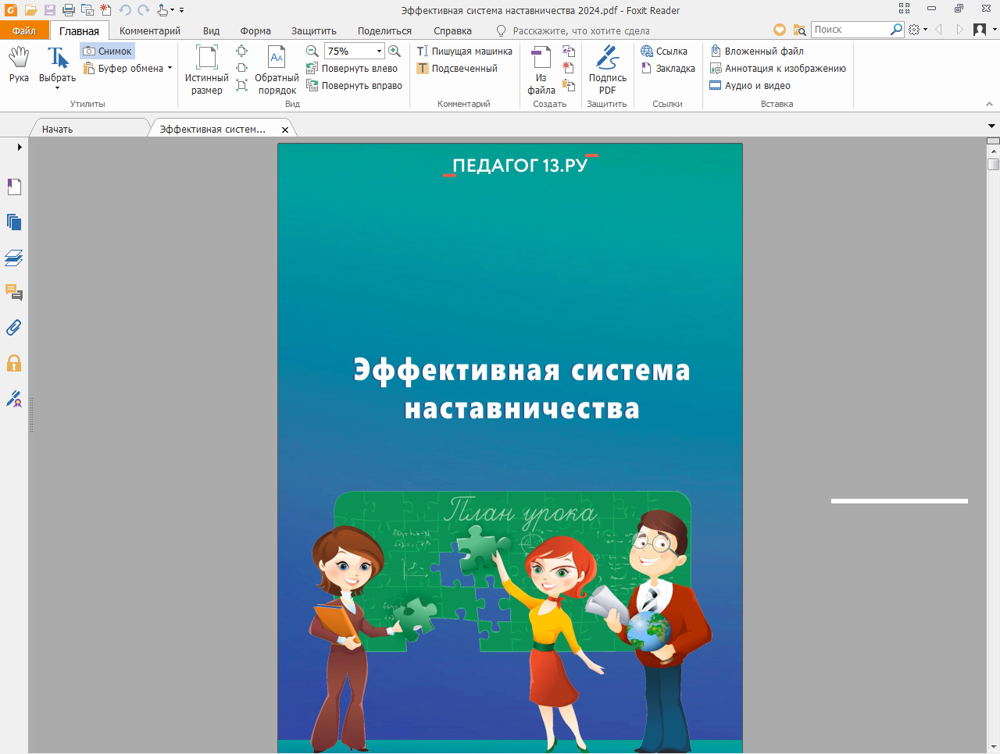 Эффективная система наставничества 2024.pdf - Foxit Reader
Файл Главная Комментарий Вид Форма Защитить Поделиться Справка Расскажите, что хотите сдела Поиск
Рука
Выбрать
Снимок
Буфер обмена
Утилиты
Истинный
размер
Обратный
порядок
75%
Повернуть влево
Повернуть вправо
Вид
Пишущая машинка
Подсвеченный
Комментарий
Из
файла
Создать
Подпись
PDF
Защитить
Ссылка
Закладка
Ссылки
Вложенный файл
Аннотация к изображению
Аудио и видео
Вставка
Начать Эффективная систем...
ПЕДАГОГ 13.РУ
Эффективная система
наставничества
План урока